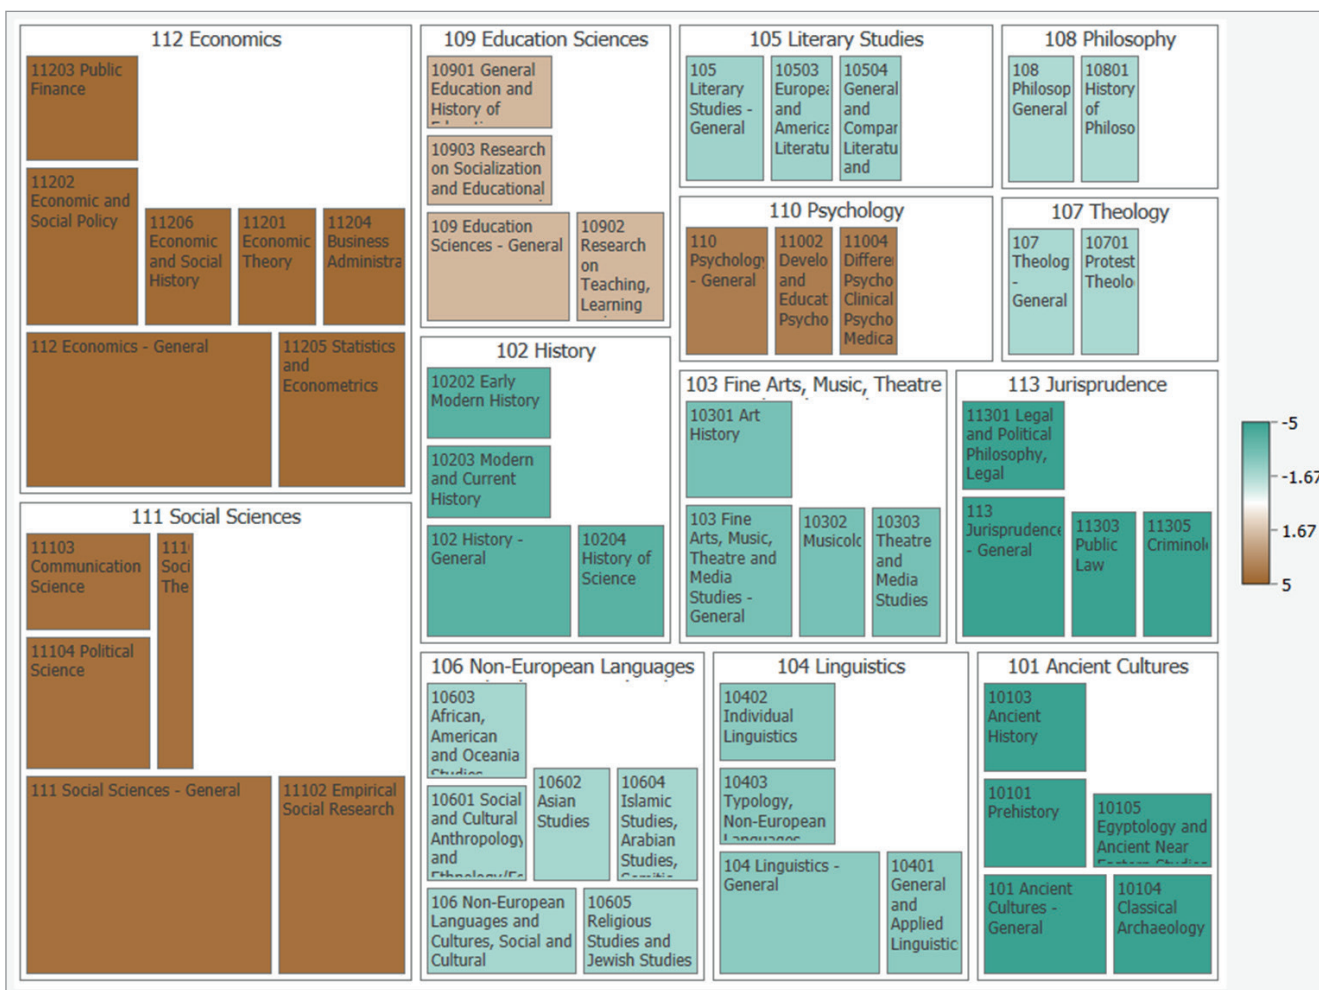 112 Economics
11203 Public
Finance
11202
Economic and
Social Policy
11206
Economic
and Social
History
11201
Economic
Theory
11204
Business
Administra
112 Economics - General
11205 Statistics
and
Econometrics
111 Social Sciences
11103
Communication
Science
1110
Soci
The
11104 Political
Science
111 Social Sciences - General
11102 Empirical
Social Research
109 Education Sciences
10901 General
Education and
History of
10903 Research
on Socialization
and Educational
109 Education
Sciences - General
10902
Research
on
Teaching,
Learning
102 History
10202 Early
Modern History
10203 Modern
and Current
History
102 History -
General
10204
History of
Science
105 Literary Studies
105
Literary
Studies -
General
10503
Europea
and
America
Literatu
10504
General
and
Compar
Literatu
and
108 Philosophy
108
Philosop
General
10801
History
of
Philoso
110 Psychology
110
Psychology
- General
11002
Develo
and
Educat
Psycho
11004
Differe
Psycho
Clinical
Psycho
Medica
107 Theology
107
Theolog
-
General
10701
Protest
Theolo
103 Fine Arts, Music, Theatre
10301 Art
History
103 Fine
Arts, Music,
Theatre and
Media
Studies -
General
10302
Musicolo
10303
Theatre
and
Media
Studies
113 Jurisprudence
11301 Legal
and Political
Philosophy,
Legal
113
Jurisprudence
- General
11303
Public
Law
11305
Criminol
106 Non-European Languages
10603
African,
American
and Oceania
10601 Social
and Cultural
Anthropology
and
10602
Asian
Studies
10604
Islamic
Studies,
Arabian
Studies,
106 Non-European
Languages and
Cultures, Social and
Cultural
10605
Religious
Studies and
Jewish Studies
104 Linguistics
10402
Individual
Linguistics
10403
Typology,
Non-European
104 Linguistics -
General
10401
General
and
Applied
Linguistic
101 Ancient Cultures
10103
Ancient
History
10101
Prehistory
10105
Egyptology and
Ancient Near
101 Ancient
Cultures -
General
10104
Classical
Archaeology
-5
-1.67
1.67
5